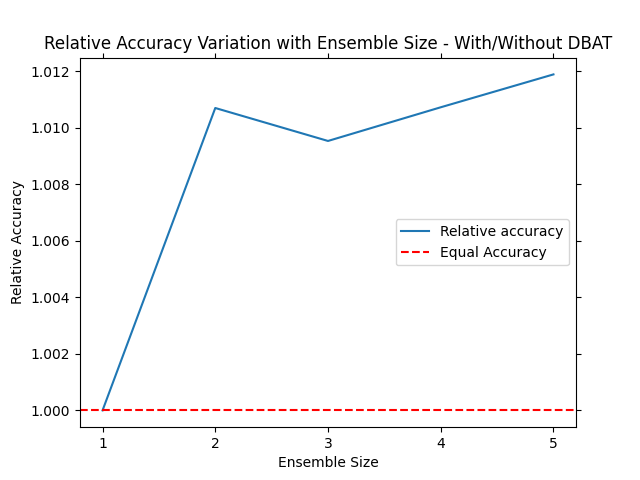 Relative Accuracy Variation with Ensemble Size - With/Without DBAT
1.012
1.010
1.008
1.006
1.004
1.002
1.000
Relative Accuracy
Relative accuracy
Equal Accuracy
1 2 3 4 5
Ensemble Size